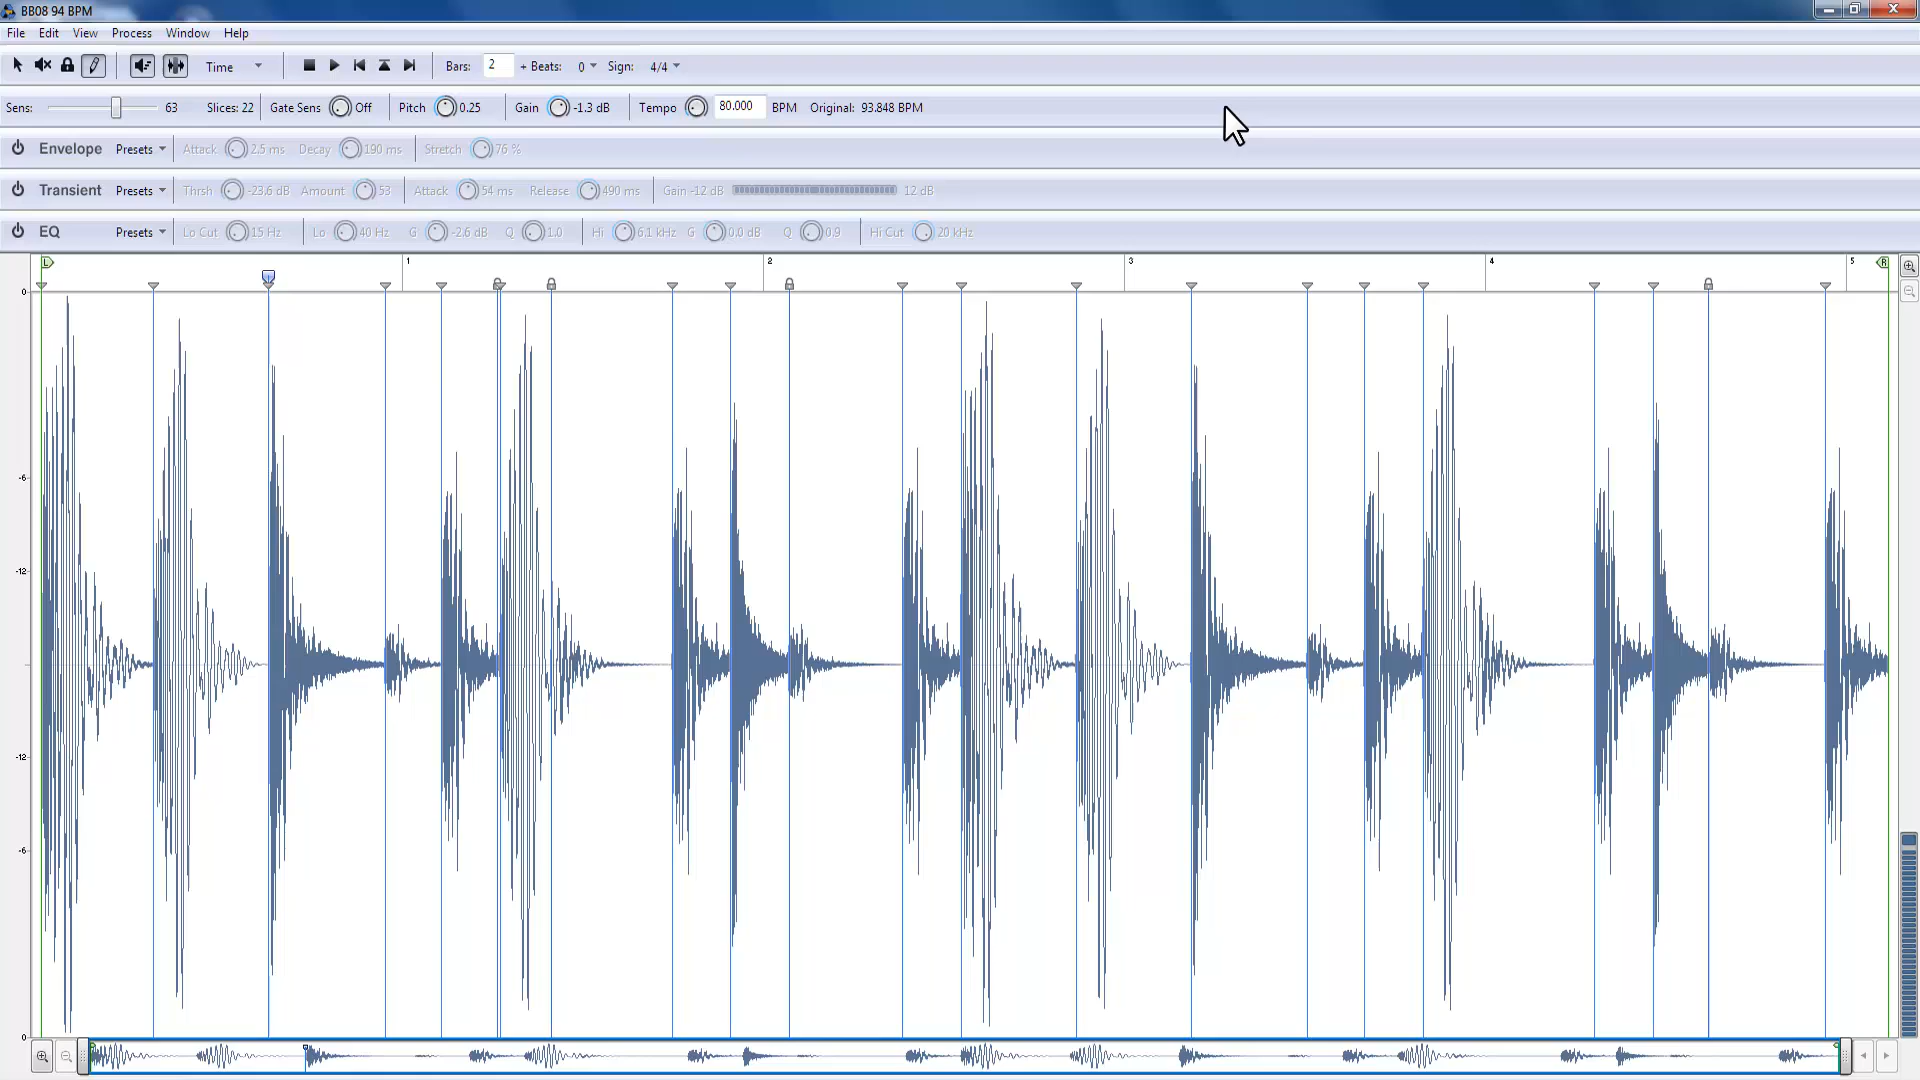 BB08 94 BPM
File Edit View Process Window Help
Time Bars: 2 + Beats: 0 Sign: 4/4
Sens: 63 Slices: 22 Gate Sens Off Pitch 0.25 Gain -1.3 dB Tempo 80.000 BPM Original: 93.848 BPM
Envelope Presets Attack 2.5 ms Decay 190 ms Stretch 76 %
Transient Presets Thrsh -23.6 dB Amount 53 Attack 54 ms Release 490 ms Gain -12 dB 12 dB
EQ Presets Lo Cut 15 Hz Lo 40 Hz G -2.6 dB Q 1.0 Hi 6.1 kHz G 0.0 dB Q 0.9 Hi Cut 20 kHz
L 1 2 3 4 5 R
0
-6
-12
-12
-6
0